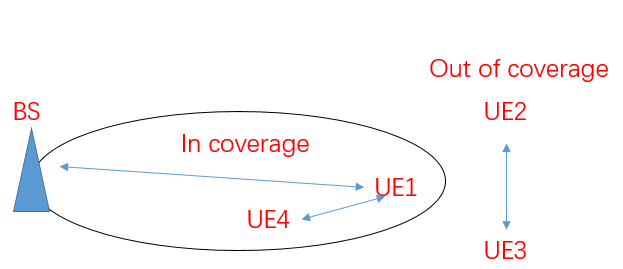 Out of coverage
BS
UE2
In coverage
UE1
UE4
UE3